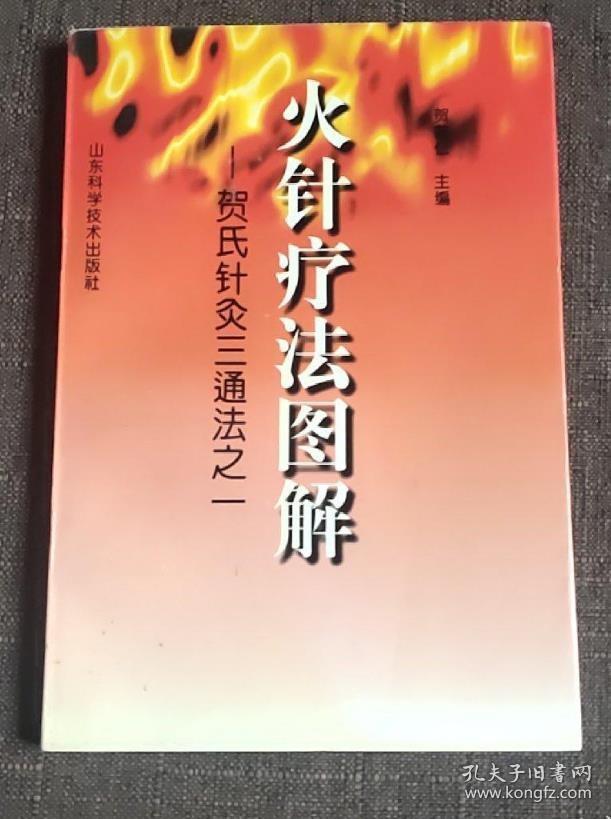 贺 主编
火针疗法图解
—贺氏针灸三通法之一
山东科学技术出版社
孔夫子旧书网
www.kongfz.com